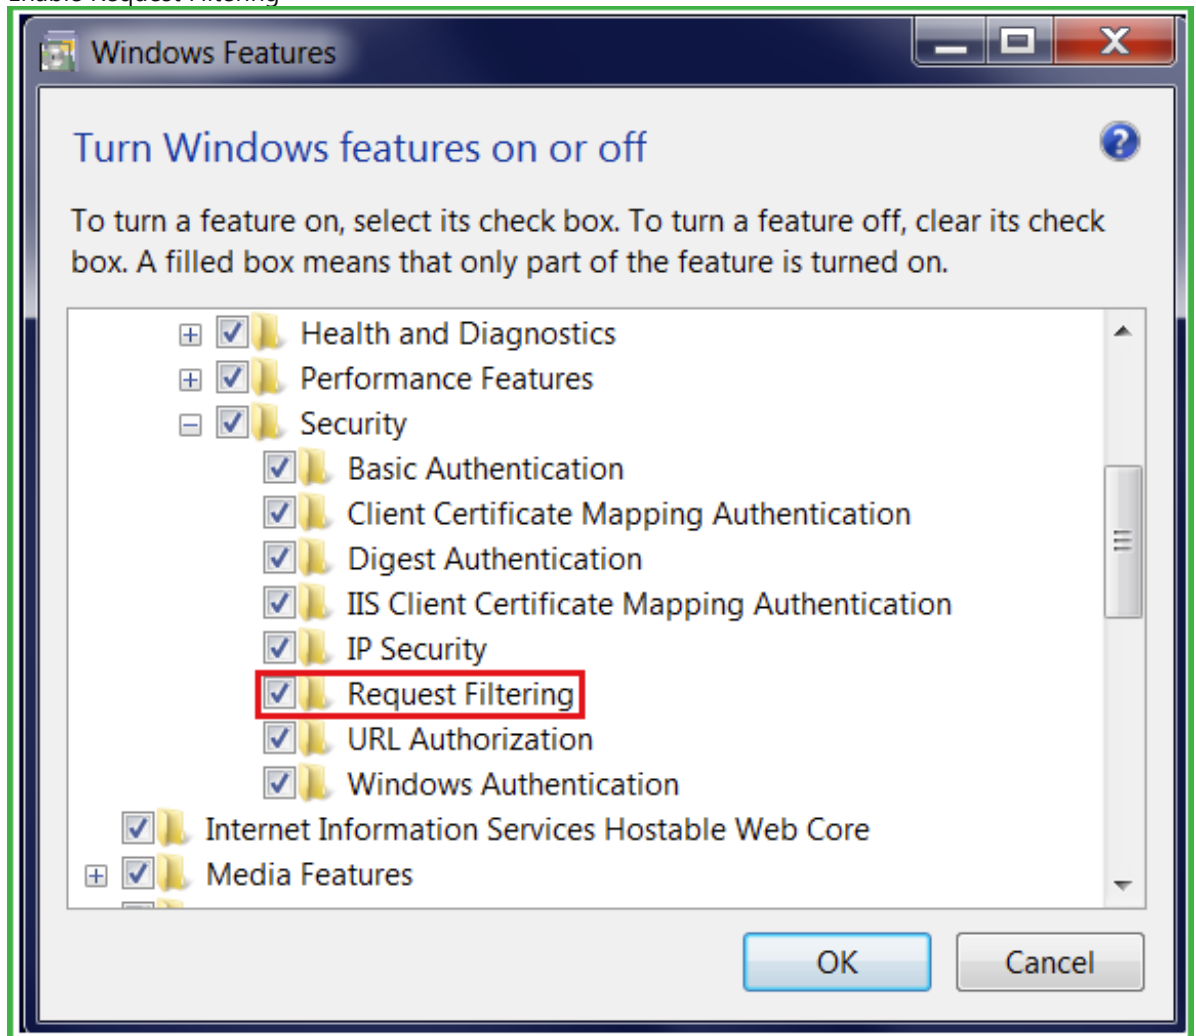 Enable Request Filtering
Windows Features
Turn Windows features on or off
To turn a feature on, select its check box. To turn a feature off, clear its check
box. A filled box means that only part of the feature is turned on.
Health and Diagnostics
Performance Features
Security
Basic Authentication
Client Certificate Mapping Authentication
Digest Authentication
IIS Client Certificate Mapping Authentication
IP Security
Request Filtering
URL Authorization
Windows Authentication
Internet Information Services Hostable Web Core
Media Features
OK Cancel